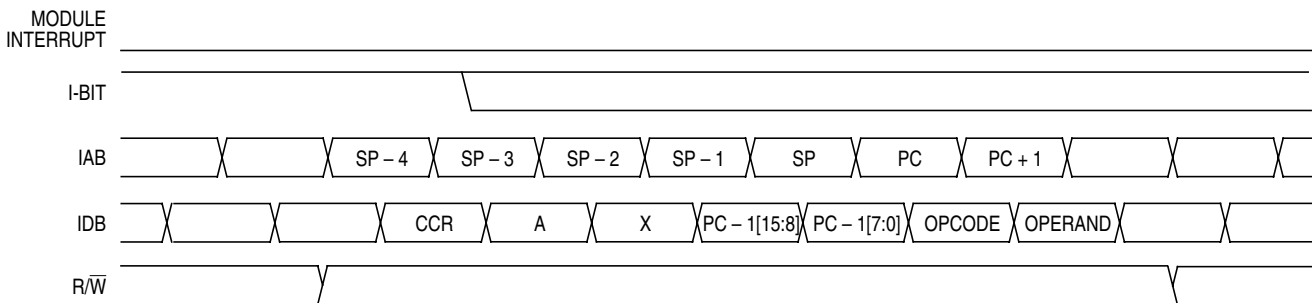 MODULE
INTERRUPT
I-BIT
IAB SP – 4 SP – 3 SP – 2 SP – 1 SP PC PC + 1
IDB CCR A X PC – 1[15:8] PC – 1[7:0] OPCODE OPERAND
R/W̅